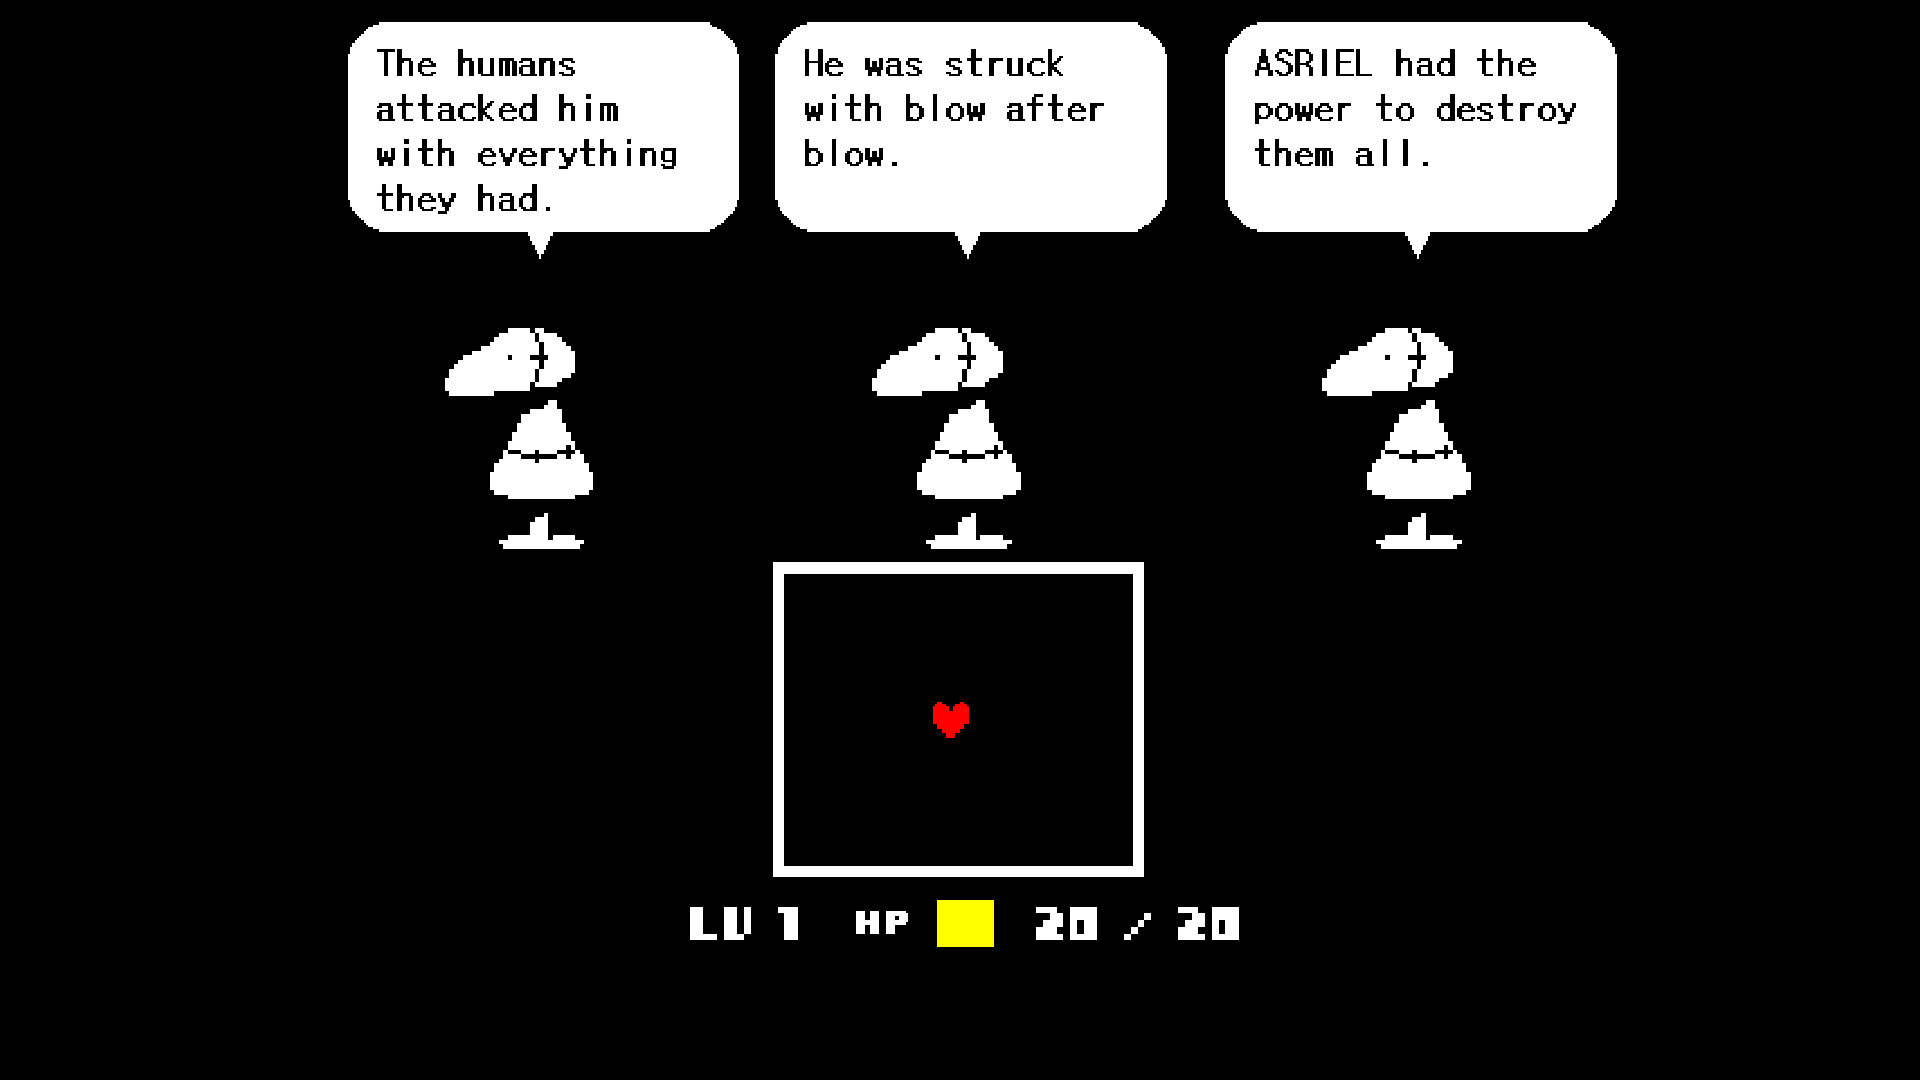 The humans
attacked him
with everything
they had.
He was struck
with blow after
blow.
ASRIEL had the
power to destroy
them all.
LV 1 HP 20 / 20